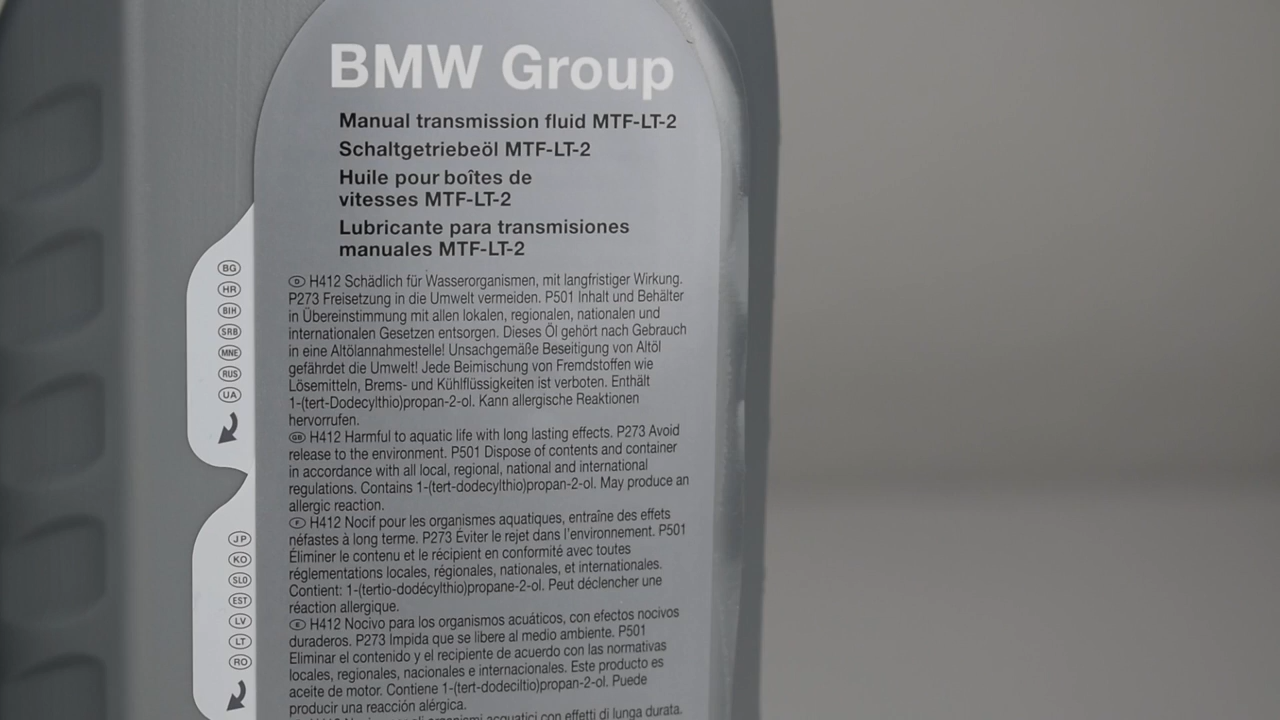 BMW Group
Manual transmission fluid MTF-LT-2
Schaltgetriebeöl MTF-LT-2
Huile pour boîtes de
vitesses MTF-LT-2
Lubricante para transmisiones
manuales MTF-LT-2
D H412 Schädlich für Wasserorganismen, mit langfristiger Wirkung.
P273 Freisetzung in die Umwelt vermeiden. P501 Inhalt und Behälter
in Übereinstimmung mit allen lokalen, regionalen, nationalen und
internationalen Gesetzen entsorgen. Dieses Öl gehört nach Gebrauch
in eine Altölannahmestelle! Unsachgemäße Beseitigung von Altöl
gefährdet die Umwelt! Jede Beimischung von Fremdstoffen wie
Lösemitteln, Brems- und Kühlflüssigkeiten ist verboten. Enthält
1-(tert-Dodecylthio)propan-2-ol. Kann allergische Reaktionen
hervorrufen.
GB H412 Harmful to aquatic life with long lasting effects. P273 Avoid
release to the environment. P501 Dispose of contents and container
in accordance with all local, regional, national and international
regulations. Contains 1-(tert-dodecylthio)propan-2-ol. May produce an
allergic reaction.
F H412 Nocif pour les organismes aquatiques, entraîne des effets
néfastes à long terme. P273 Éviter le rejet dans l'environnement. P501
Éliminer le contenu et le récipient en conformité avec toutes
réglementations locales, régionales, nationales, et internationales.
Contient: 1-(tertio-dodécylthio)propane-2-ol. Peut déclencher une
réaction allergique.
E H412 Nocivo para los organismos acuáticos, con efectos nocivos
duraderos. P273 Impida que se libere al medio ambiente. P501
Eliminar el contenido y el recipiente de acuerdo con las normativas
locales, regionales, nacionales e internacionales. Este producto es
aceite de motor. Contiene 1-(tert-dodeciltio)propan-2-ol. Puede
producir una reacción alérgica.
organismi acquatici con effetti di lunga durata.
BG
HR
BIH
SRB
MNE
RUS
UA
JP
KO
SLO
EST
LV
LT
RO